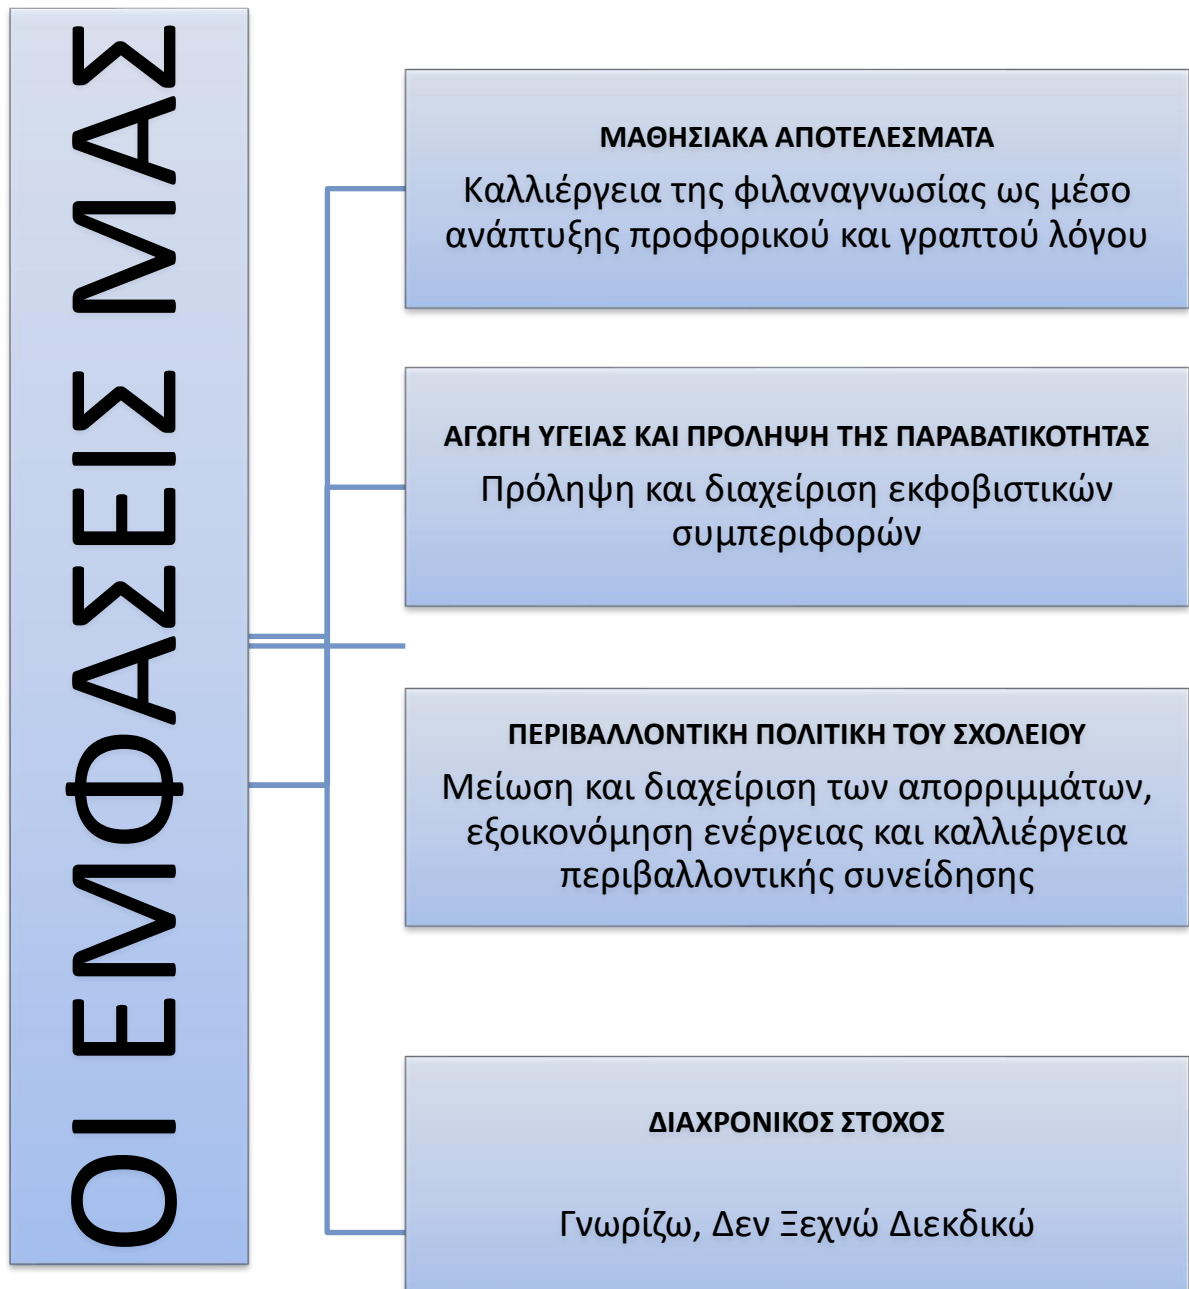 ΟΙ ΕΜΦΑΣΕΙΣ ΜΑΣ
ΜΑΘΗΣΙΑΚΑ ΑΠΟΤΕΛΕΣΜΑΤΑ
Καλλιέργεια της φιλαναγνωσίας ως μέσο
ανάπτυξης προφορικού και γραπτού λόγου
ΑΓΩΓΗ ΥΓΕΙΑΣ ΚΑΙ ΠΡΟΛΗΨΗ ΤΗΣ ΠΑΡΑΒΑΤΙΚΟΤΗΤΑΣ
Πρόληψη και διαχείριση εκφοβιστικών
συμπεριφορών
ΠΕΡΙΒΑΛΛΟΝΤΙΚΗ ΠΟΛΙΤΙΚΗ ΤΟΥ ΣΧΟΛΕΙΟΥ
Μείωση και διαχείριση των απορριμμάτων,
εξοικονόμηση ενέργειας και καλλιέργεια
περιβαλλοντικής συνείδησης
ΔΙΑΧΡΟΝΙΚΟΣ ΣΤΟΧΟΣ
Γνωρίζω, Δεν Ξεχνώ Διεκδικώ